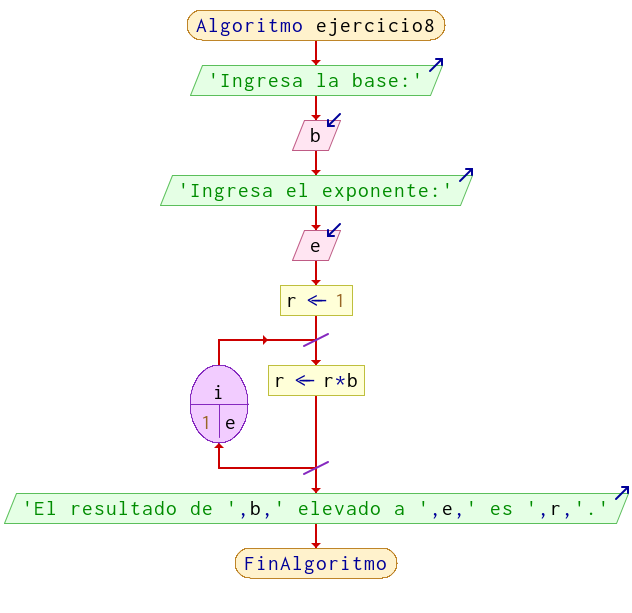 Algoritmo ejercicio8
'Ingresa la base:'
b
'Ingresa el exponente:'
e
r ← 1
i
1 e
r ← r*b
'El resultado de ',b,' elevado a ',e,' es ',r,'.'
FinAlgoritmo